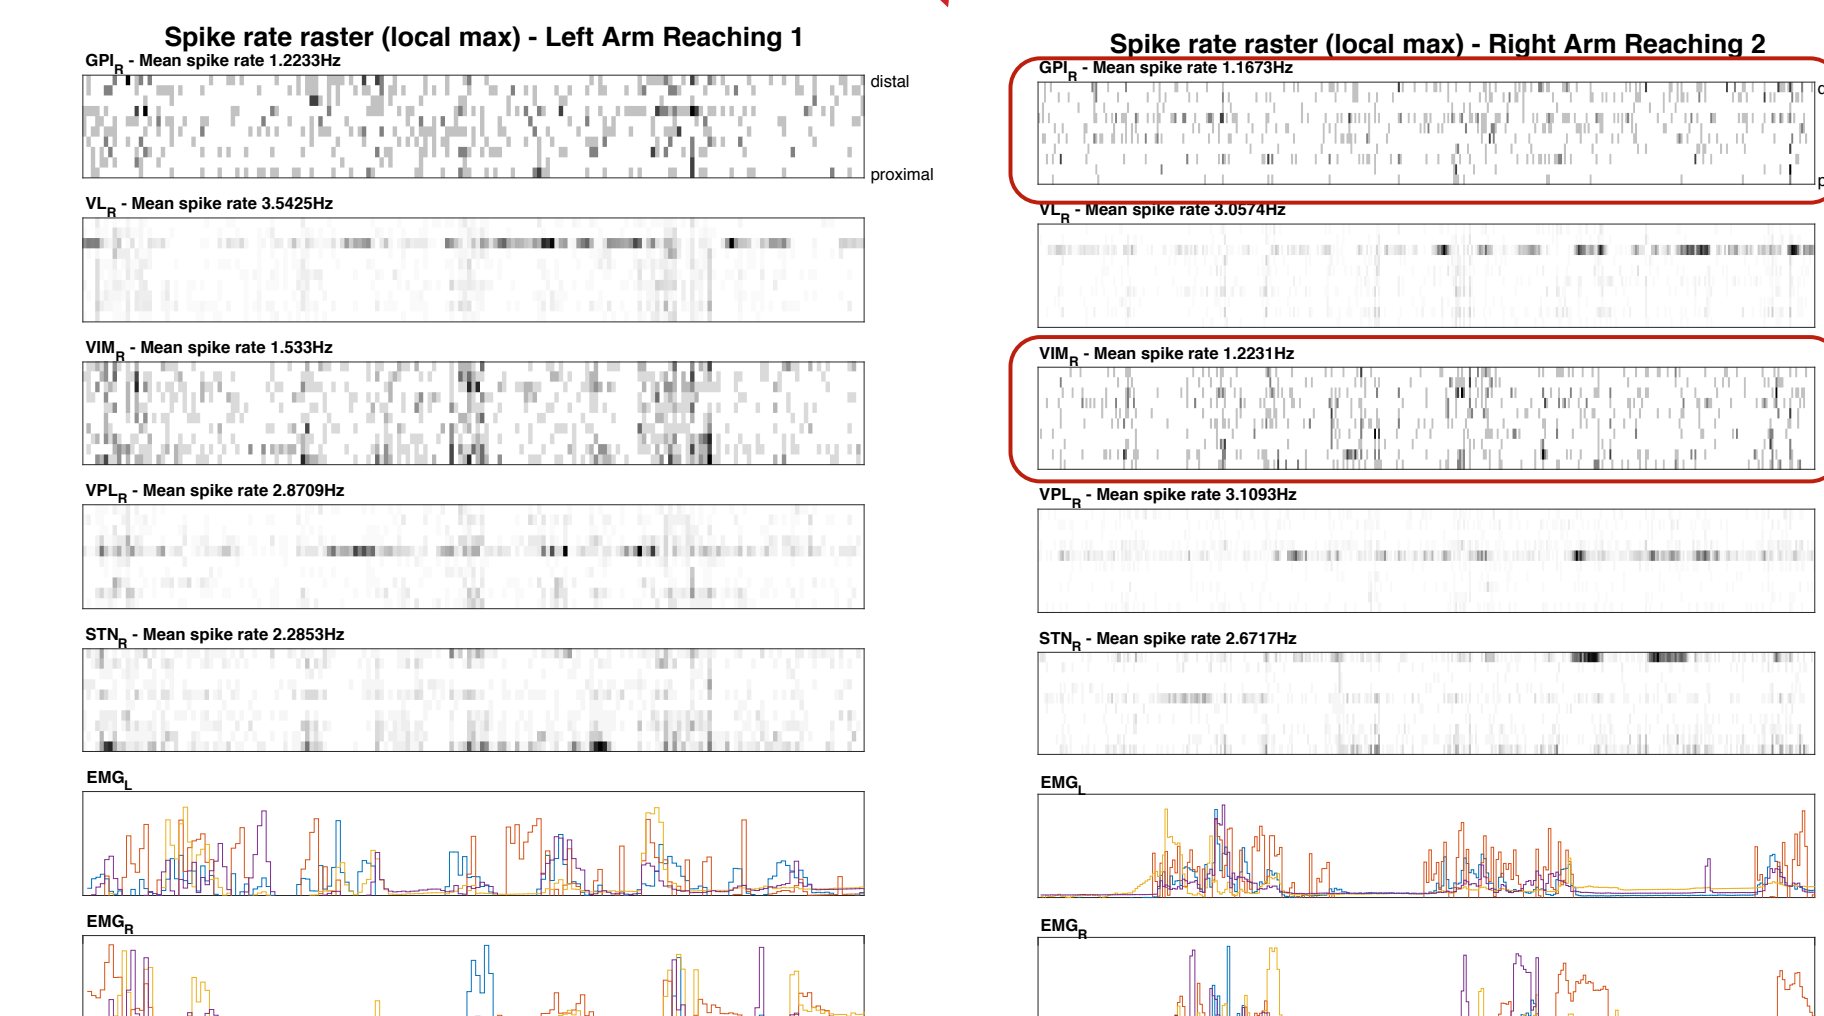 Spike rate raster (local max) - Left Arm Reaching 1
GPI_R - Mean spike rate 1.2233Hz
distal
proximal
VL_R - Mean spike rate 3.5425Hz
VIM_R - Mean spike rate 1.533Hz
VPL_R - Mean spike rate 2.8709Hz
STN_R - Mean spike rate 2.2853Hz
EMG_L
EMG_R
Spike rate raster (local max) - Right Arm Reaching 2
GPI_R - Mean spike rate 1.1673Hz
VL_R - Mean spike rate 3.0574Hz
VIM_R - Mean spike rate 1.2231Hz
VPL_R - Mean spike rate 3.1093Hz
STN_R - Mean spike rate 2.6717Hz
EMG_L
EMG_R